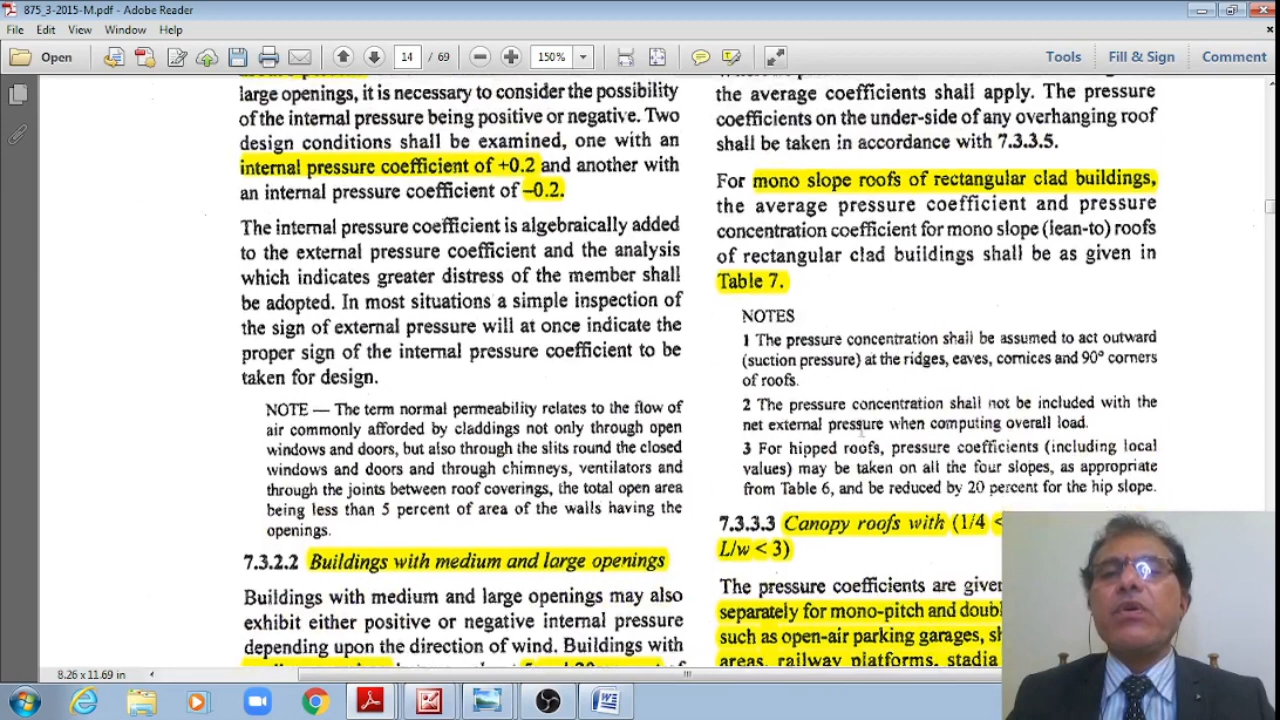 875_3-2015-M.pdf - Adobe Reader
File Edit View Window Help
Open
14 / 69
150%
Tools Fill & Sign Comment
large openings, it is necessary to consider the possibility
of the internal pressure being positive or negative. Two
design conditions shall be examined, one with an
internal pressure coefficient of +0.2 and another with
an internal pressure coefficient of –0.2.
The internal pressure coefficient is algebraically added
to the external pressure coefficient and the analysis
which indicates greater distress of the member shall
be adopted. In most situations a simple inspection of
the sign of external pressure will at once indicate the
proper sign of the internal pressure coefficient to be
taken for design.
NOTE — The term normal permeability relates to the flow of
air commonly afforded by claddings not only through open
windows and doors, but also through the slits round the closed
windows and doors and through chimneys, ventilators and
through the joints between roof coverings, the total open area
being less than 5 percent of area of the walls having the
openings.
7.3.2.2 Buildings with medium and large openings
Buildings with medium and large openings may also
exhibit either positive or negative internal pressure
depending upon the direction of wind. Buildings with
the average coefficients shall apply. The pressure
coefficients on the under-side of any overhanging roof
shall be taken in accordance with 7.3.3.5.
For mono slope roofs of rectangular clad buildings,
the average pressure coefficient and pressure
concentration coefficient for mono slope (lean-to) roofs
of rectangular clad buildings shall be as given in
Table 7.
NOTES
1 The pressure concentration shall be assumed to act outward
(suction pressure) at the ridges, eaves, cornices and 90° corners
of roofs.
2 The pressure concentration shall not be included with the
net external pressure when computing overall load.
3 For hipped roofs, pressure coefficients (including local
values) may be taken on all the four slopes, as appropriate
from Table 6, and be reduced by 20 percent for the hip slope.
7.3.3.3 Canopy roofs with (1/4 <
L/w < 3)
The pressure coefficients are given
separately for mono-pitch and doubl
such as open-air parking garages, sh
areas, railway platforms, stadia
8.26 x 11.69 in